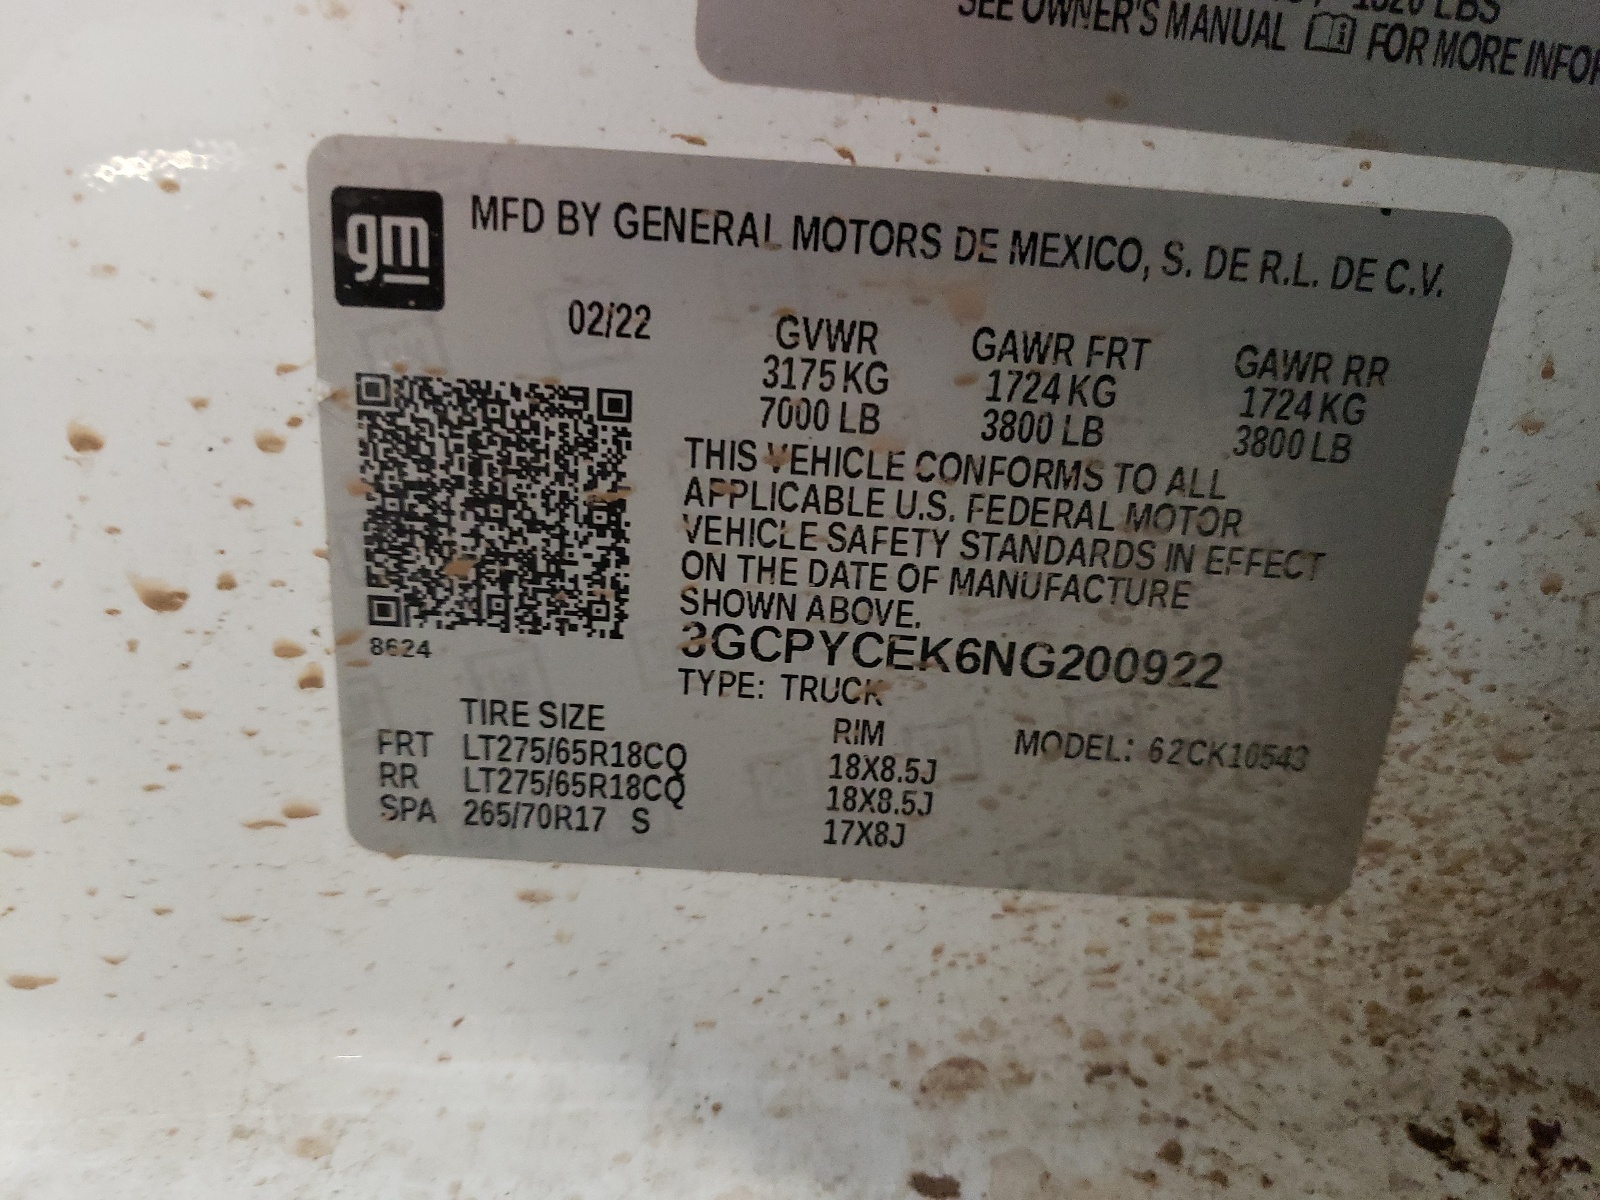 1520 LBS
SEE OWNER'S MANUAL FOR MORE INFOR
gm
MFD BY GENERAL MOTORS DE MEXICO, S. DE R.L. DE C.V.
02/22 GVWR GAWR FRT GAWR RR
3175 KG 1724 KG 1724 KG
7000 LB 3800 LB 3800 LB
THIS VEHICLE CONFORMS TO ALL
APPLICABLE U.S. FEDERAL MOTOR
VEHICLE SAFETY STANDARDS IN EFFECT
ON THE DATE OF MANUFACTURE
SHOWN ABOVE.
3GCPYCEK6NG200922
8624
TYPE: TRUCK
TIRE SIZE RIM MODEL: 62CK10543
FRT LT275/65R18CQ 18X8.5J
RR LT275/65R18CQ 18X8.5J
SPA 265/70R17 S 17X8J